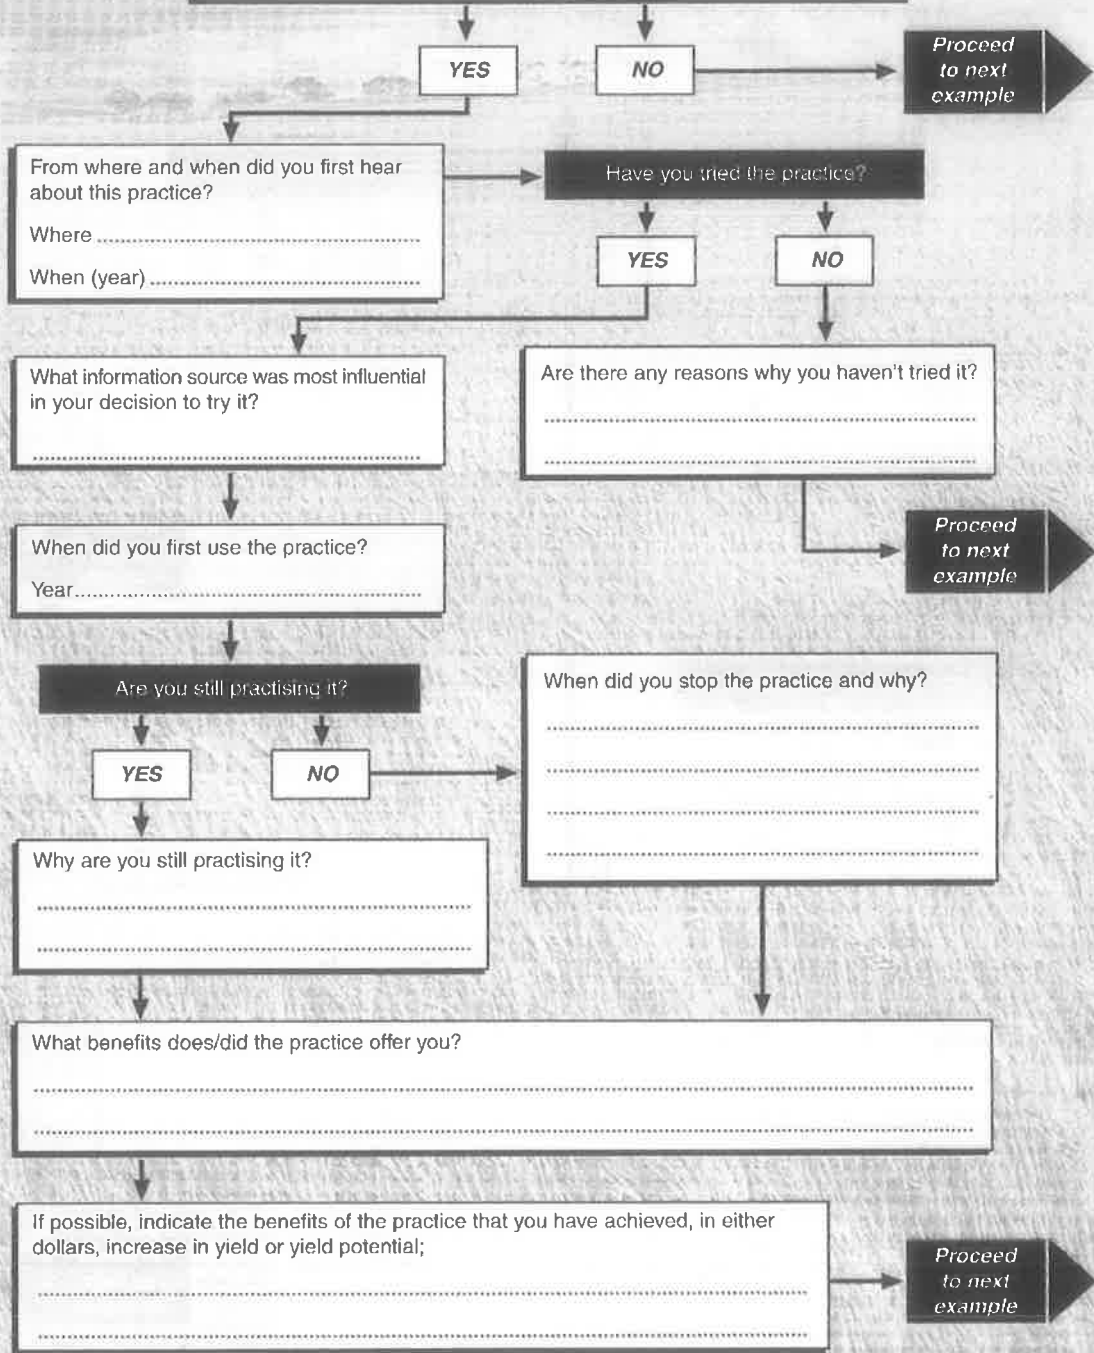 YES
NO
Proceed
to next
example
From where and when did you first hear
about this practice?
Where ........................................................
When (year) ..............................................
Have you tried the practice?
YES
NO
What information source was most influential
in your decision to try it?
..................................................................
Are there any reasons why you haven't tried it?
..........................................................................
..........................................................................
Proceed
to next
example
When did you first use the practice?
Year...........................................................
Are you still practising it?
YES
NO
When did you stop the practice and why?
..........................................................................
..........................................................................
..........................................................................
..........................................................................
Why are you still practising it?
..........................................................................
..........................................................................
What benefits does/did the practice offer you?
................................................................................................................................
................................................................................................................................
If possible, indicate the benefits of the practice that you have achieved, in either
dollars, increase in yield or yield potential;
................................................................................................................................
................................................................................................................................
Proceed
to next
example